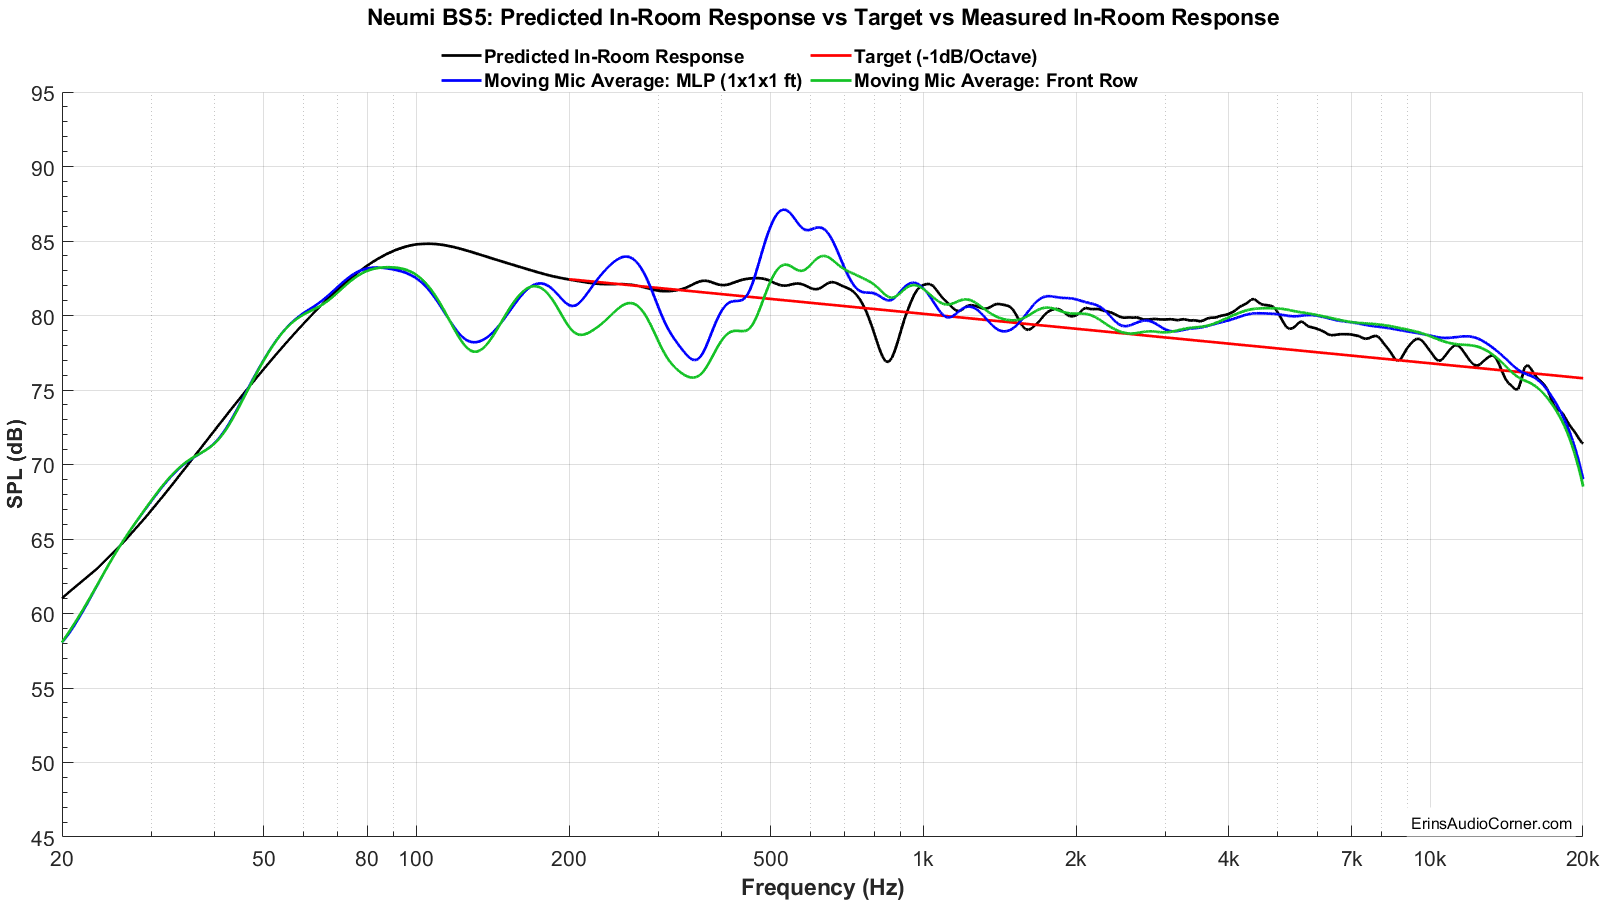 Neumi BS5: Predicted In-Room Response vs Target vs Measured In-Room Response
Predicted In-Room Response
Target (-1dB/Octave)
Moving Mic Average: MLP (1x1x1 ft)
Moving Mic Average: Front Row
95
90
85
80
75
70
65
60
55
50
45
SPL (dB)
ErinsAudioCorner.com
20 50 80 100 200 500 1k 2k 4k 7k 10k 20k
Frequency (Hz)